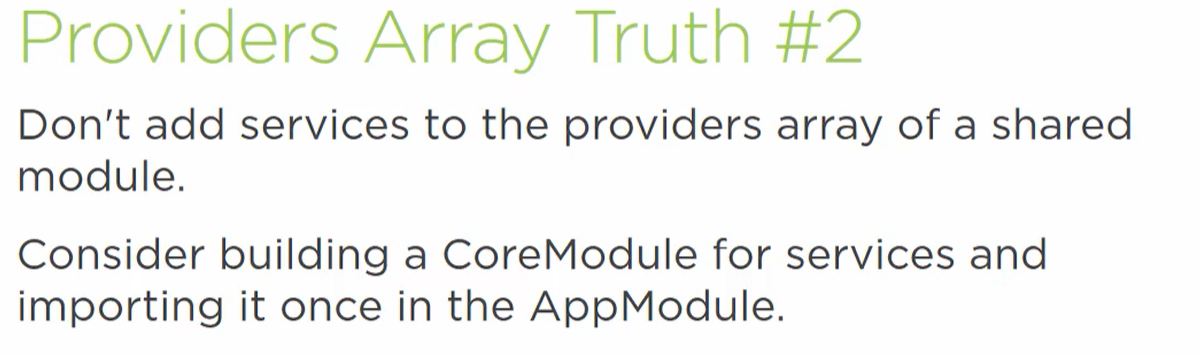 Providers Array Truth #2
Don't add services to the providers array of a shared
module.
Consider building a CoreModule for services and
importing it once in the AppModule.